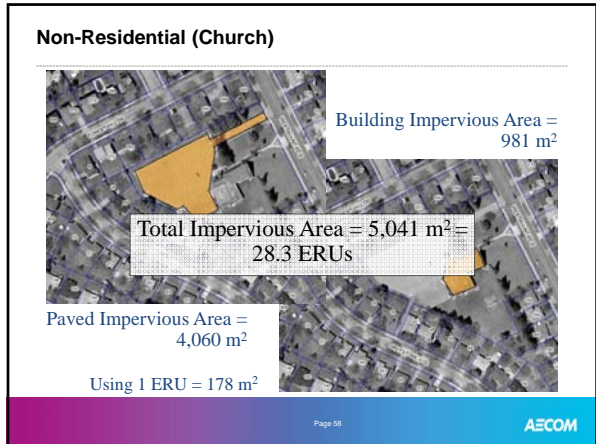 Non-Residential (Church)
Building Impervious Area =
981 m²
Total Impervious Area = 5,041 m² =
28.3 ERUs
Paved Impervious Area =
4,060 m²
Using 1 ERU = 178 m²
Page 58
AECOM